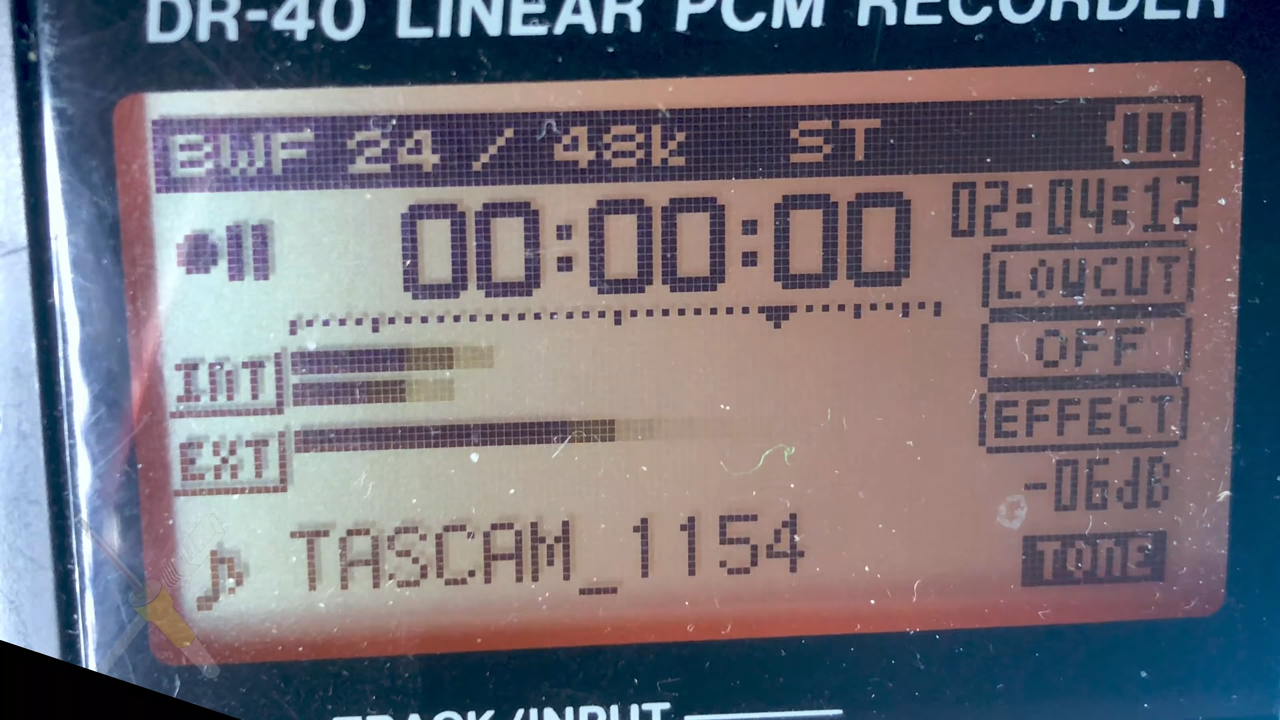 DR-40 LINEAR PCM RECORDER
BWF 24 / 48k ST
00:00:00
02:04:12
LOWCUT
OFF
INT
EXT
EFFECT
-06dB
TASCAM_1154
TONE
TRACK/INPUT